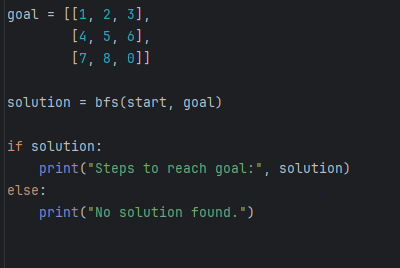 goal = [[1, 2, 3],
        [4, 5, 6],
        [7, 8, 0]]

solution = bfs(start, goal)

if solution:
    print("Steps to reach goal:", solution)
else:
    print("No solution found.")